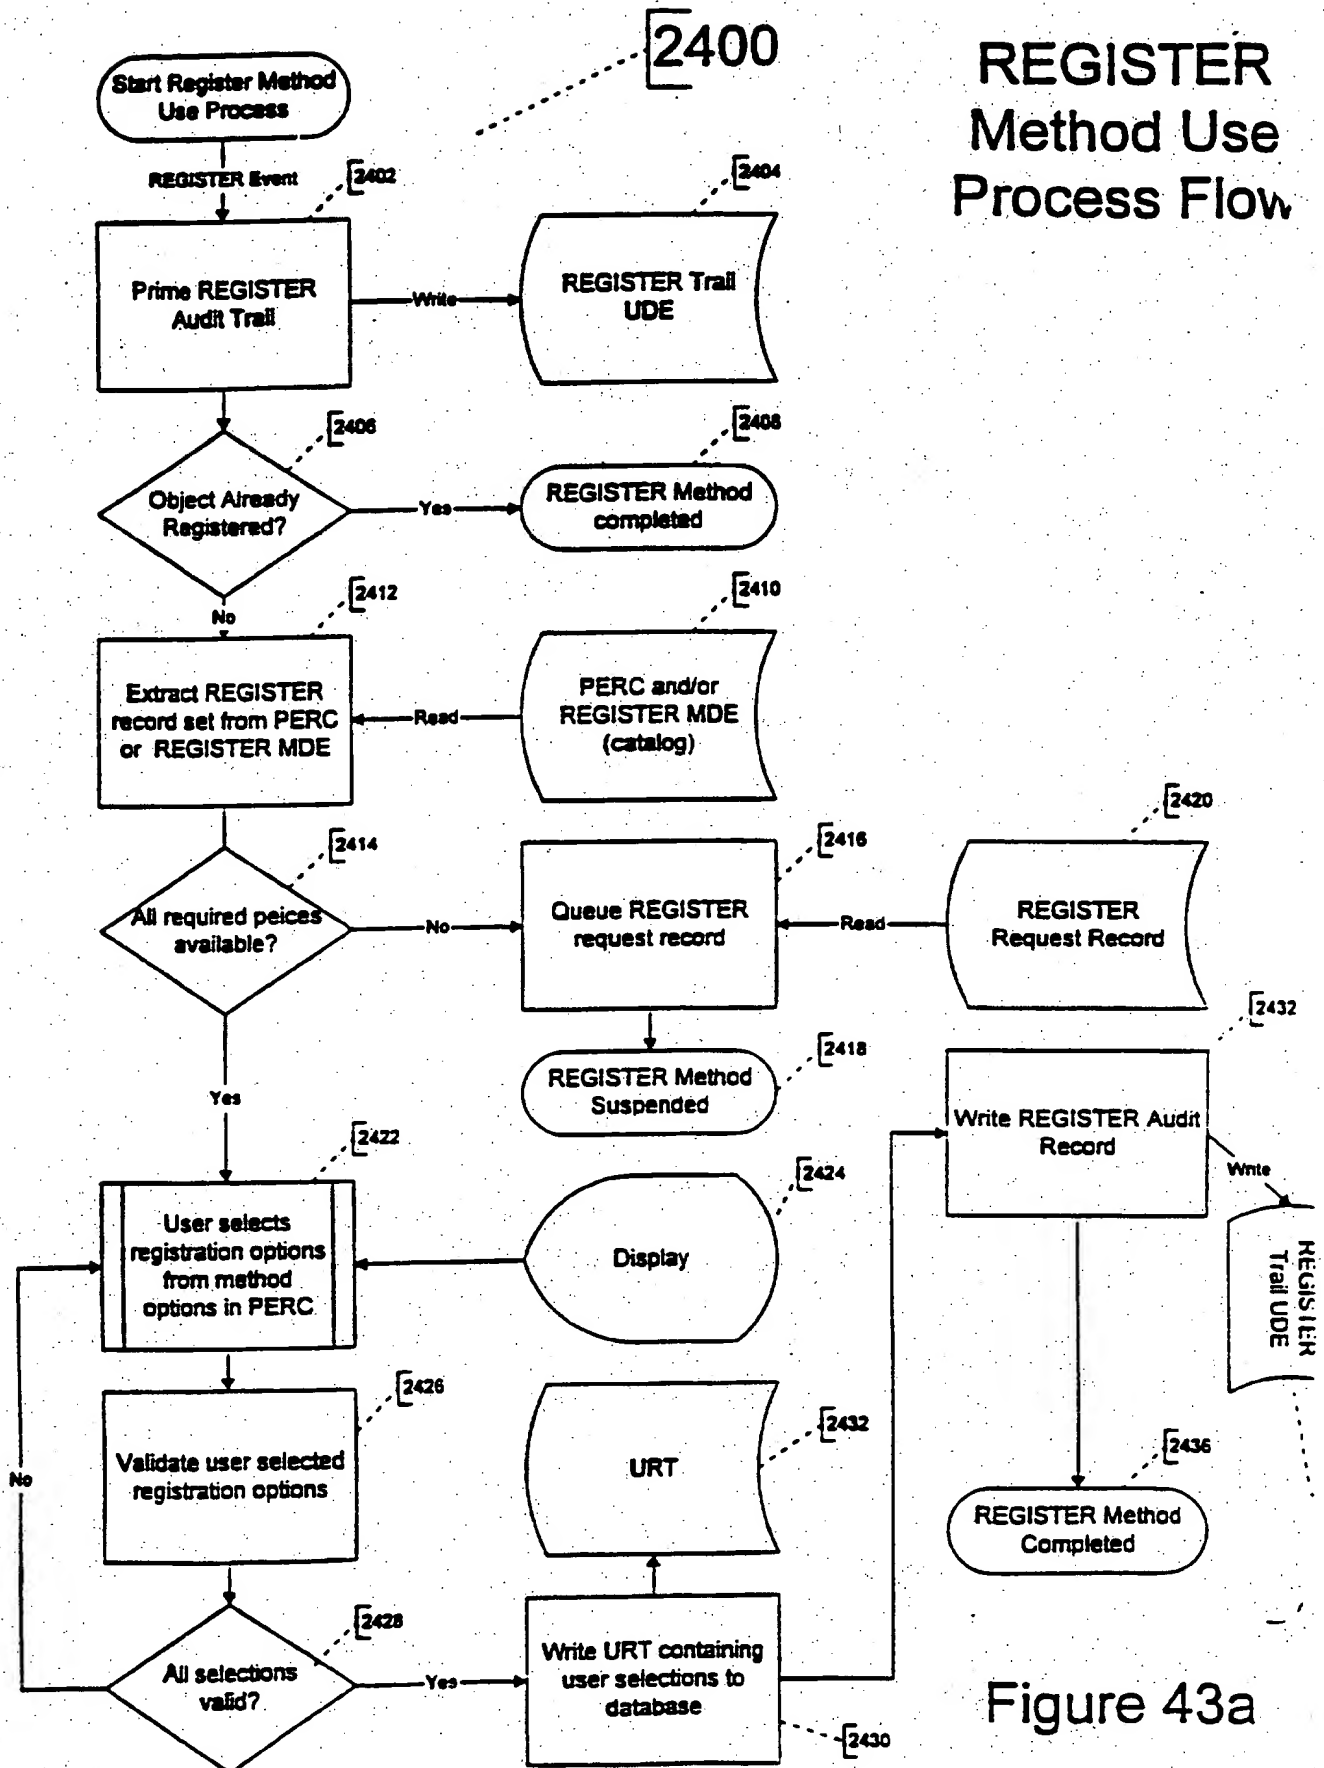 2400
REGISTER
Method Use
Process Flow
Start Register Method
Use Process
REGISTER Event
2402
2404
Prime REGISTER
Audit Trail
Write
REGISTER Trail
UDE
2406
2408
Object Already
Registered?
Yes
REGISTER Method
completed
No
2412
2410
Extract REGISTER
record set from PERC
or REGISTER MDE
Read
PERC and/or
REGISTER MDE
(catalog)
2414
2416
2420
All required peices
available?
No
Queue REGISTER
request record
Read
REGISTER
Request Record
Yes
2418
REGISTER Method
Suspended
2432
Write REGISTER Audit
Record
Write
REGISTER
Trail UDE
2422
2424
User selects
registration options
from method
options in PERC
Display
2426
2432
Validate user selected
registration options
URT
2436
REGISTER Method
Completed
No
2428
All selections
valid?
Yes
Write URT containing
user selections to
database
2430
Figure 43a